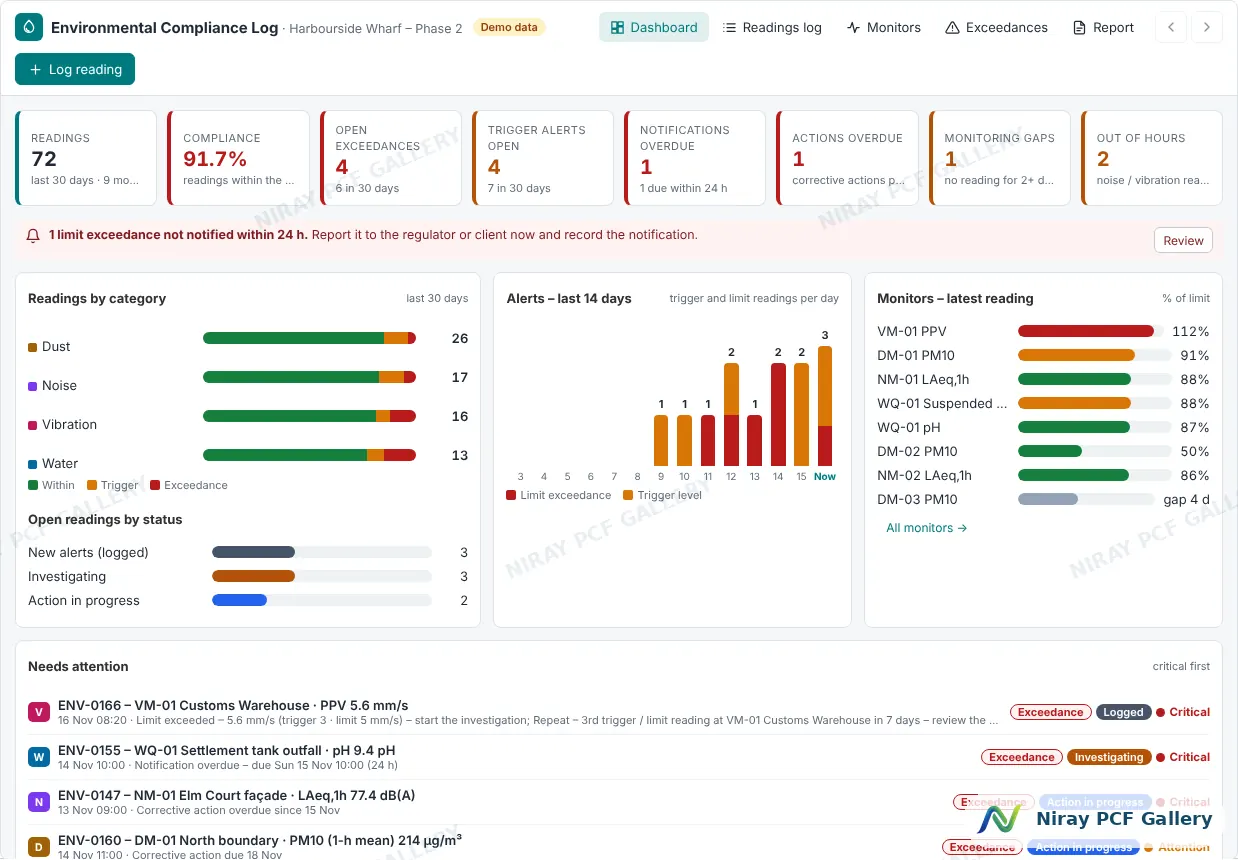 Environmental Compliance Log · Harbourside Wharf – Phase 2 Demo data
Dashboard Readings log Monitors Exceedances Report
+ Log reading
READINGS
72
last 30 days · 9 mo...
COMPLIANCE
91.7%
readings within the ...
OPEN
EXCEEDANCES
4
6 in 30 days
TRIGGER ALERTS
OPEN
4
7 in 30 days
NOTIFICATIONS
OVERDUE
1
1 due within 24 h
ACTIONS OVERDUE
1
corrective actions p...
MONITORING GAPS
1
no reading for 2+ d...
OUT OF HOURS
2
noise / vibration rea...
1 limit exceedance not notified within 24 h. Report it to the regulator or client now and record the notification.
Review
Readings by category last 30 days
Dust 26
Noise 17
Vibration 16
Water 13
Within Trigger Exceedance
Open readings by status
New alerts (logged) 3
Investigating 3
Action in progress 2
Alerts – last 14 days trigger and limit readings per day
1 1 1 2 1 2 2 3
3 4 5 6 7 8 9 10 11 12 13 14 15 Now
Limit exceedance Trigger level
Monitors – latest reading % of limit
VM-01 PPV 112%
DM-01 PM10 91%
NM-01 LAeq,1h 88%
WQ-01 Suspended ... 88%
WQ-01 pH 87%
DM-02 PM10 50%
NM-02 LAeq,1h 86%
DM-03 PM10 gap 4 d
All monitors →
Needs attention critical first
V ENV-0166 – VM-01 Customs Warehouse · PPV 5.6 mm/s
16 Nov 08:20 · Limit exceeded – 5.6 mm/s (trigger 3 · limit 5 mm/s) – start the investigation; Repeat – 3rd trigger / limit reading at VM-01 Customs Warehouse in 7 days – review the ...
Exceedance Logged Critical
W ENV-0155 – WQ-01 Settlement tank outfall · pH 9.4 pH
14 Nov 10:00 · Notification overdue – due Sun 15 Nov 10:00 (24 h)
Exceedance Investigating Critical
N ENV-0147 – NM-01 Elm Court façade · LAeq,1h 77.4 dB(A)
13 Nov 09:00 · Corrective action overdue since 15 Nov
Exceedance Action in progress Critical
D ENV-0160 – DM-01 North boundary · PM10 (1-h mean) 214 µg/m³
14 Nov 11:00 · Corrective action due 18 Nov
Exceedance Action in progress Attention
Niray PCF Gallery
NIRAY PCF GALLERY
NIRAY PCF GALLERY
NIRAY PCF GALLERY
NIRAY PCF GALLERY